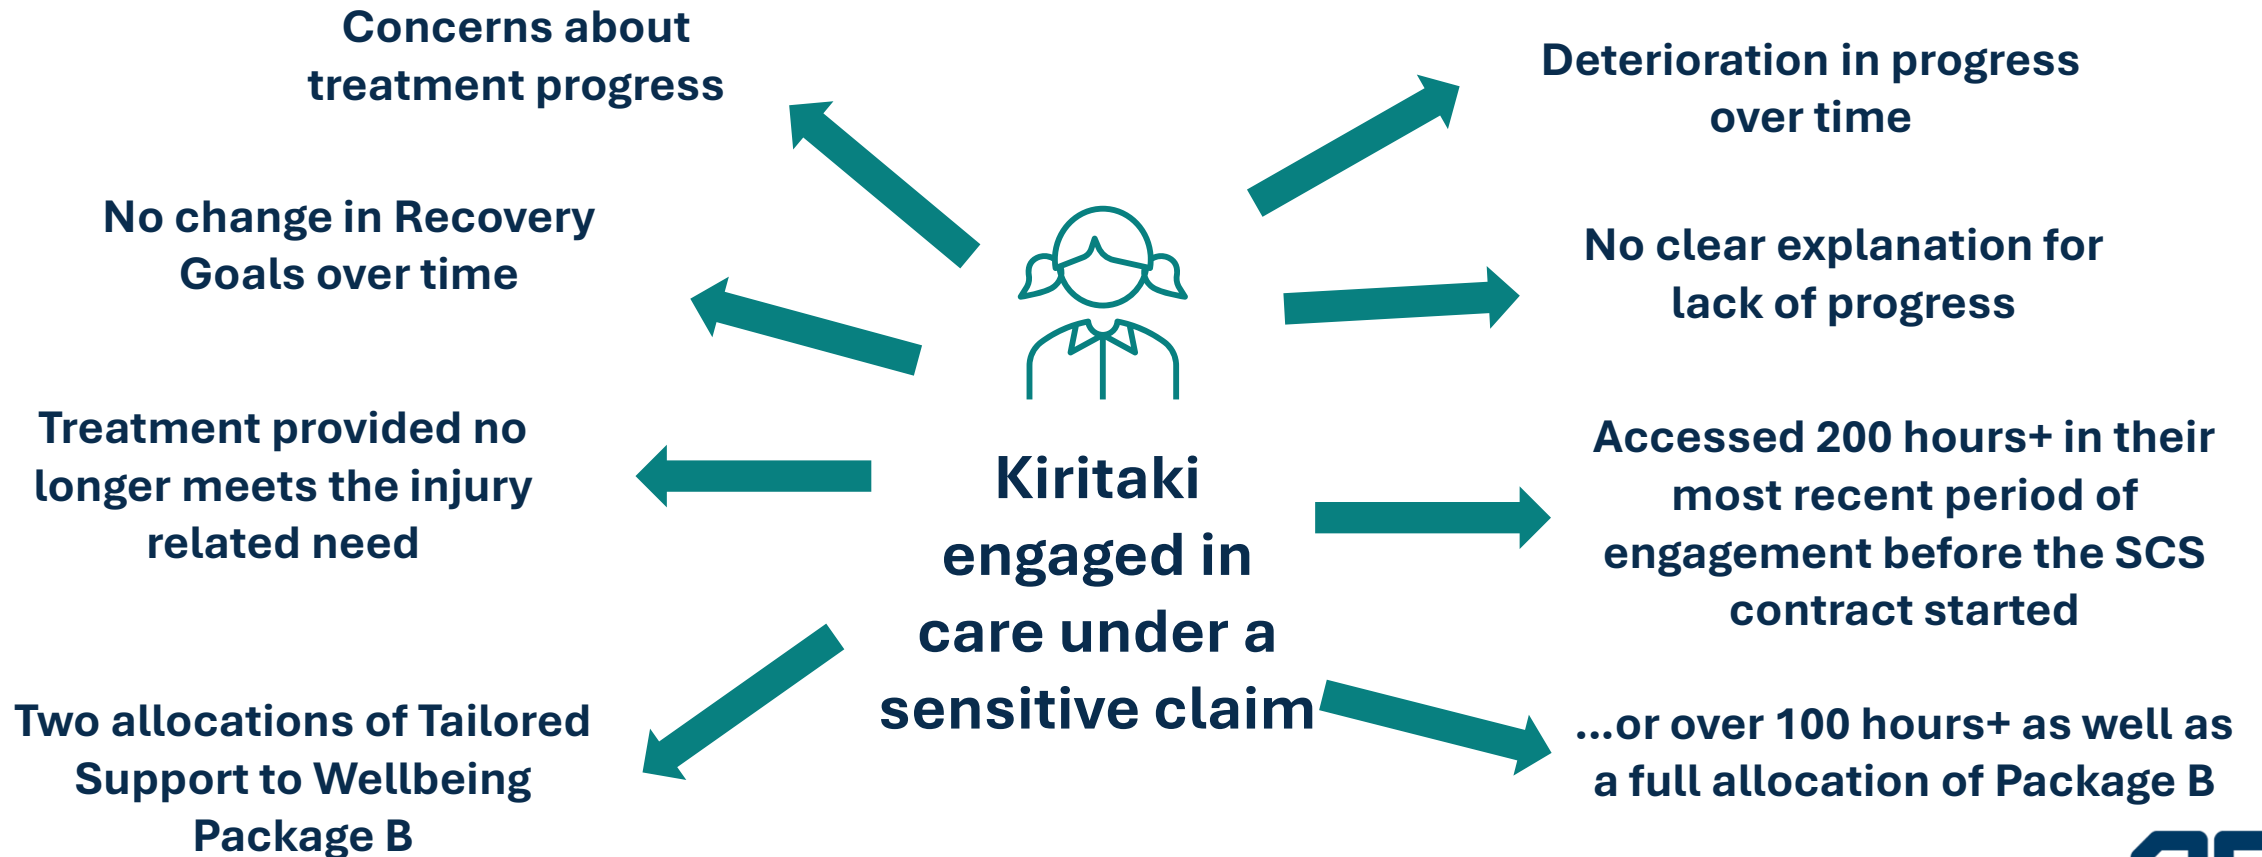 Concerns about
treatment progress
No change in Recovery
Goals over time
Treatment provided no
longer meets the injury
related need
Two allocations of Tailored
Support to Wellbeing
Package B
Kiritaki
engaged in
care under a
sensitive claim
Deterioration in progress
over time
No clear explanation for
lack of progress
Accessed 200 hours+ in their
most recent period of
engagement before the SCS
contract started
...or over 100 hours+ as well as
a full allocation of Package B